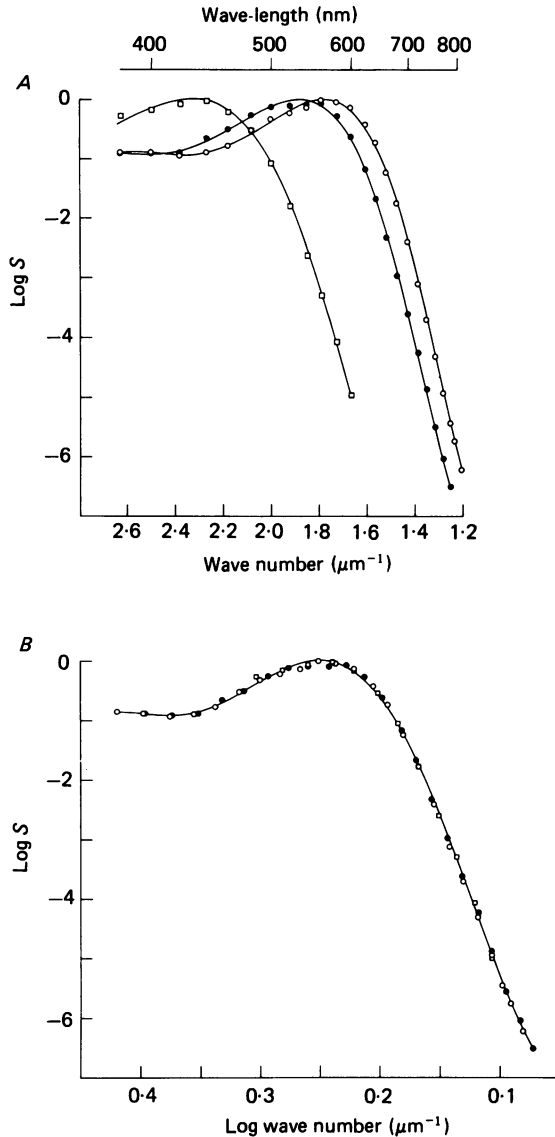 Wave-length (nm)
400 500 600 700 800
A
0
−2
−4
−6
Log S
2·6 2·4 2·2 2·0 1·8 1·6 1·4 1·2
Wave number (μm⁻¹)
B
0
−2
−4
−6
Log S
0·4 0·3 0·2 0·1
Log wave number (μm⁻¹)